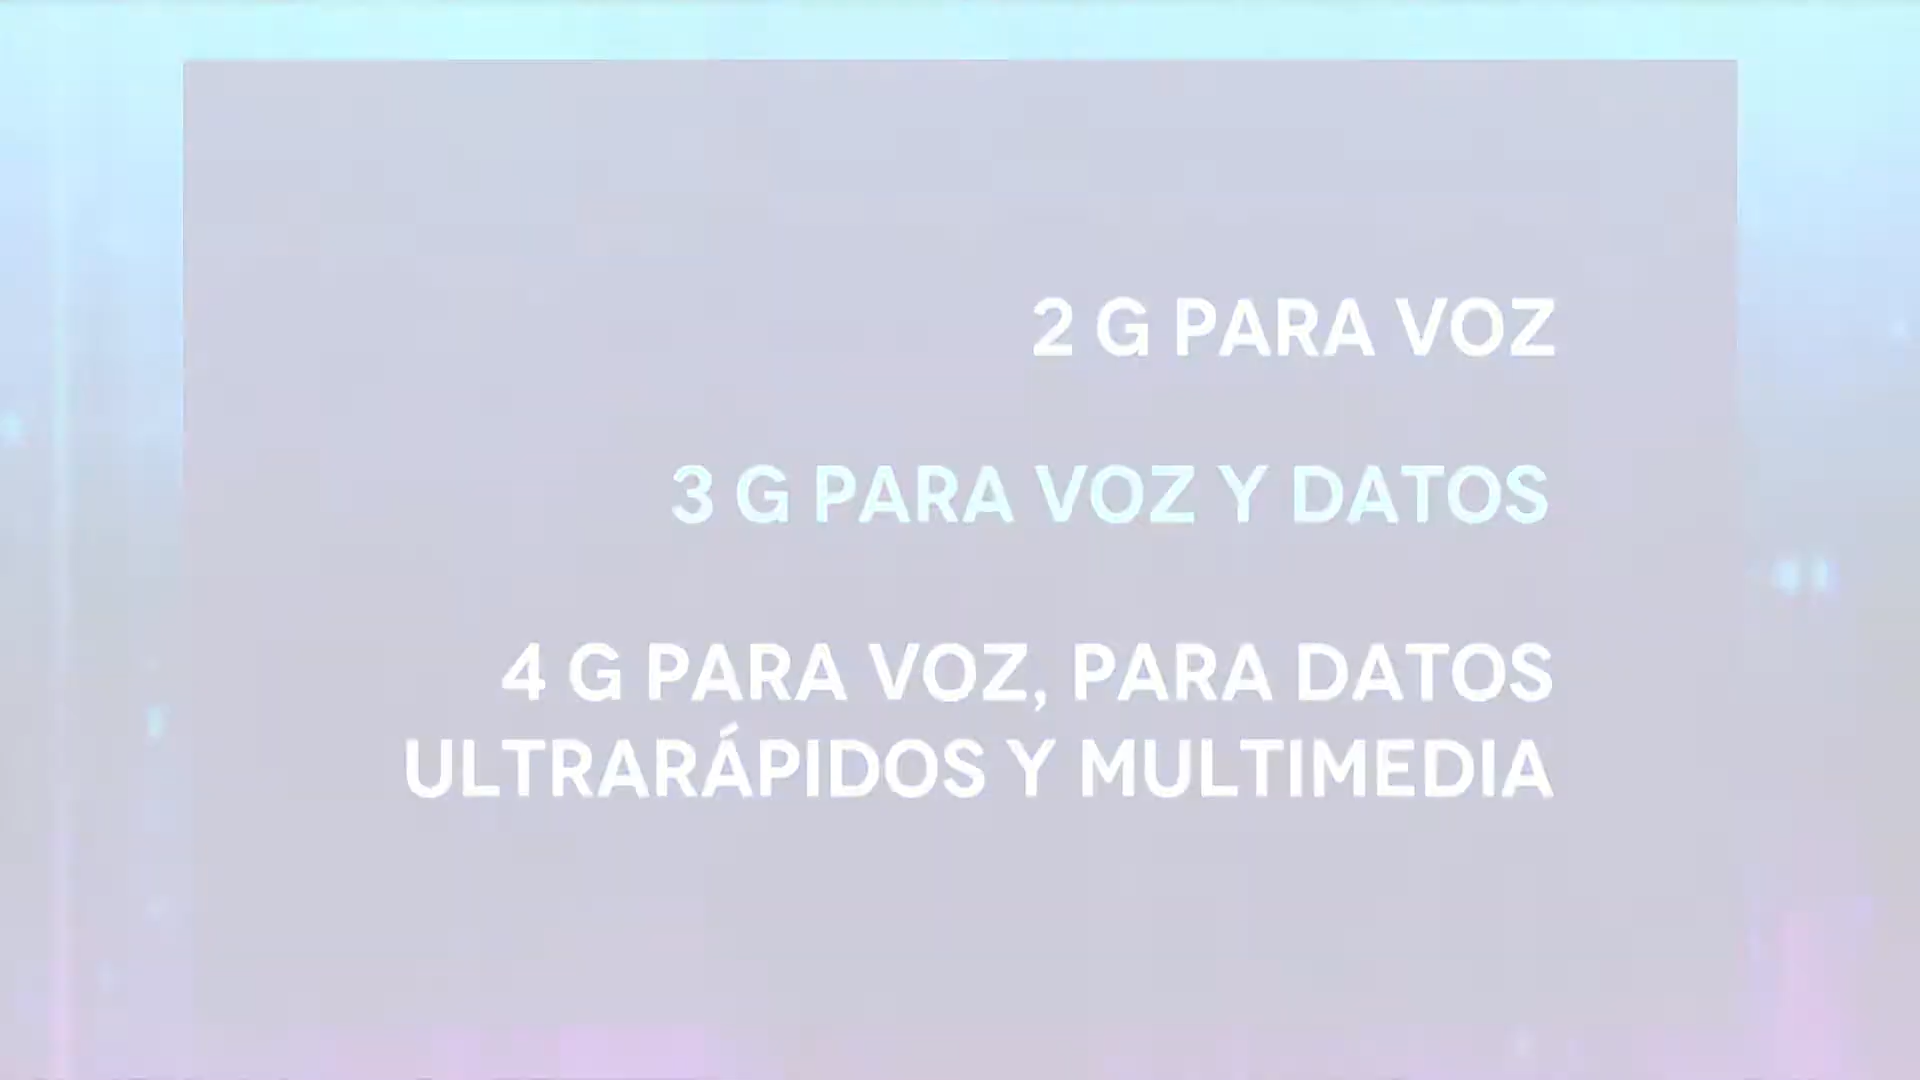 2 G PARA VOZ
3 G PARA VOZ Y DATOS
4 G PARA VOZ, PARA DATOS
ULTRARÁPIDOS Y MULTIMEDIA